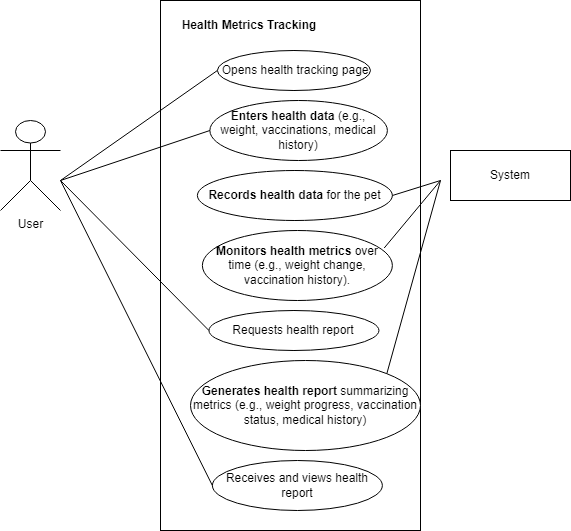 Health Metrics Tracking
Opens health tracking page
Enters health data (e.g.,
weight, vaccinations, medical
history)
Records health data for the pet
System
User
Monitors health metrics over
time (e.g., weight change,
vaccination history).
Requests health report
Generates health report summarizing
metrics (e.g., weight progress, vaccination
status, medical history)
Receives and views health
report